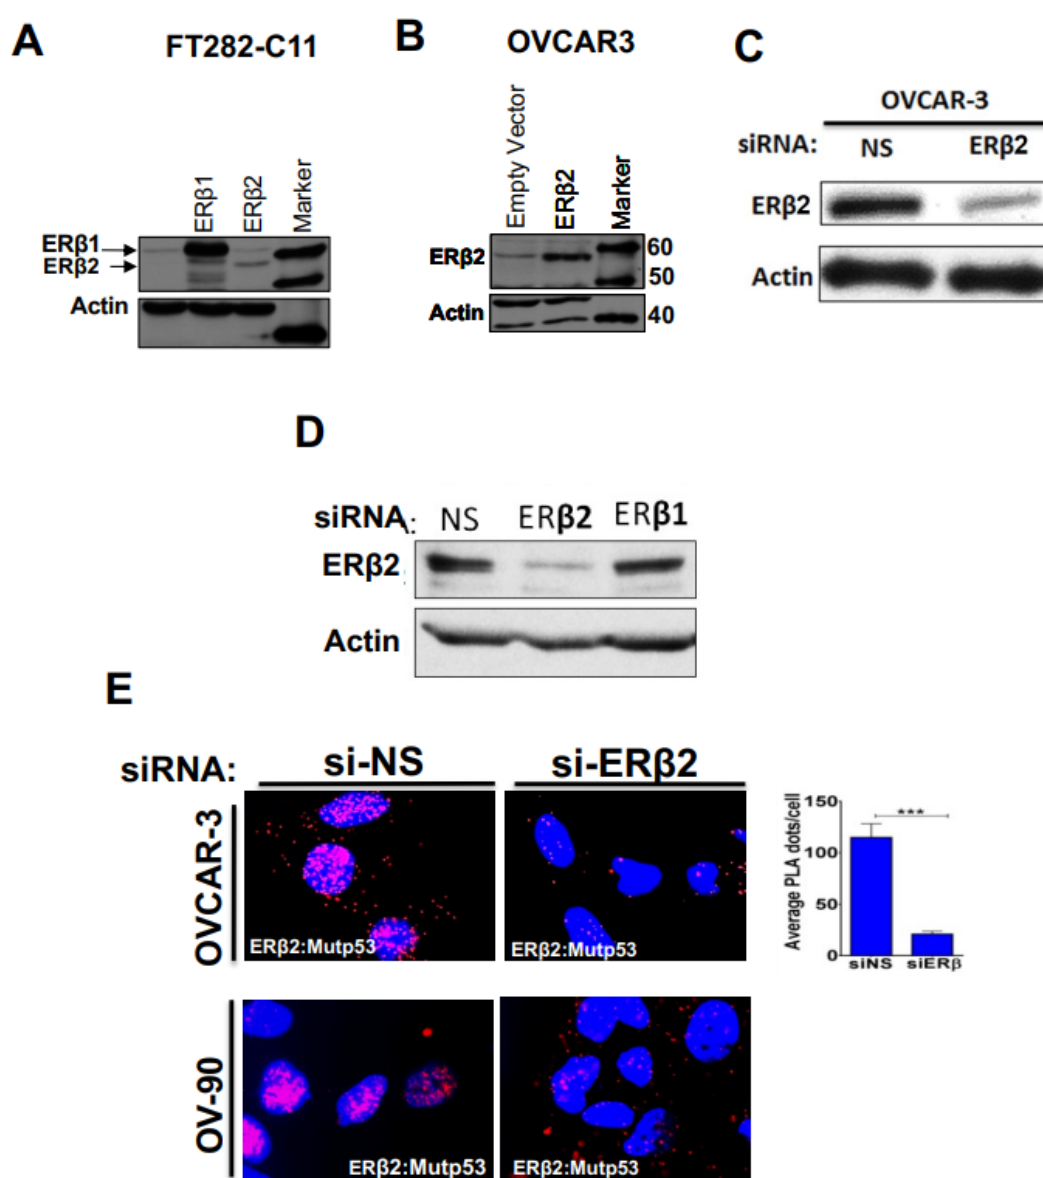 A
FT282-C11
ERβ1
ERβ2
Marker
ERβ1
ERβ2
Actin
B
OVCAR3
Empty Vector
ERβ2
Marker
ERβ2
60
50
Actin
40
C
OVCAR-3
siRNA: NS ERβ2
ERβ2
Actin
D
siRNA\: NS ERβ2 ERβ1
ERβ2
Actin
E
siRNA: si-NS si-ERβ2
OVCAR-3
ERβ2:Mutp53
ERβ2:Mutp53
Average PLA dots/cell
150
100
50
0
***
siNS siERβ
OV-90
ERβ2:Mutp53
ERβ2:Mutp53